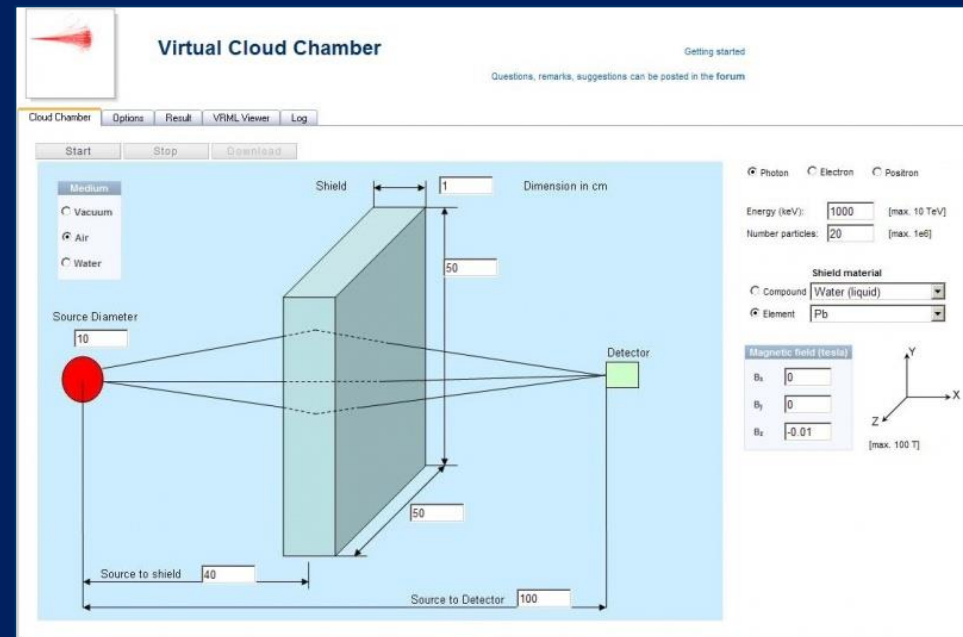 Virtual Cloud Chamber
Getting started
Questions, remarks, suggestions can be posted in the forum
Cloud Chamber Options Result VRML Viewer Log
Start Stop Download
Medium
Vacuum
Air
Water
Shield 1 Dimension in cm
50
Source Diameter
10
Detector
50
Source to shield 40
Source to Detector 100
Photon Electron Positron
Energy (keV): 1000 [max. 10 TeV]
Number particles: 20 [max. 1e6]
Shield material
Compound Water (liquid)
Element Pb
Magnetic field (tesla)
Bx 0
By 0
Bz -0.01
Y
X
Z
[max. 100 T]